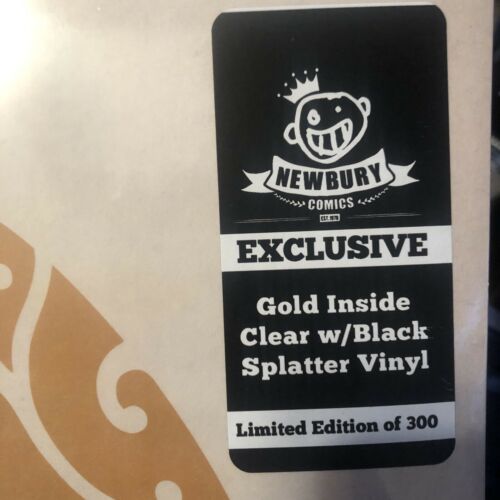 NEWBURY
COMICS
EST. 1978
EXCLUSIVE
Gold Inside
Clear w/Black
Splatter Vinyl
Limited Edition of 300